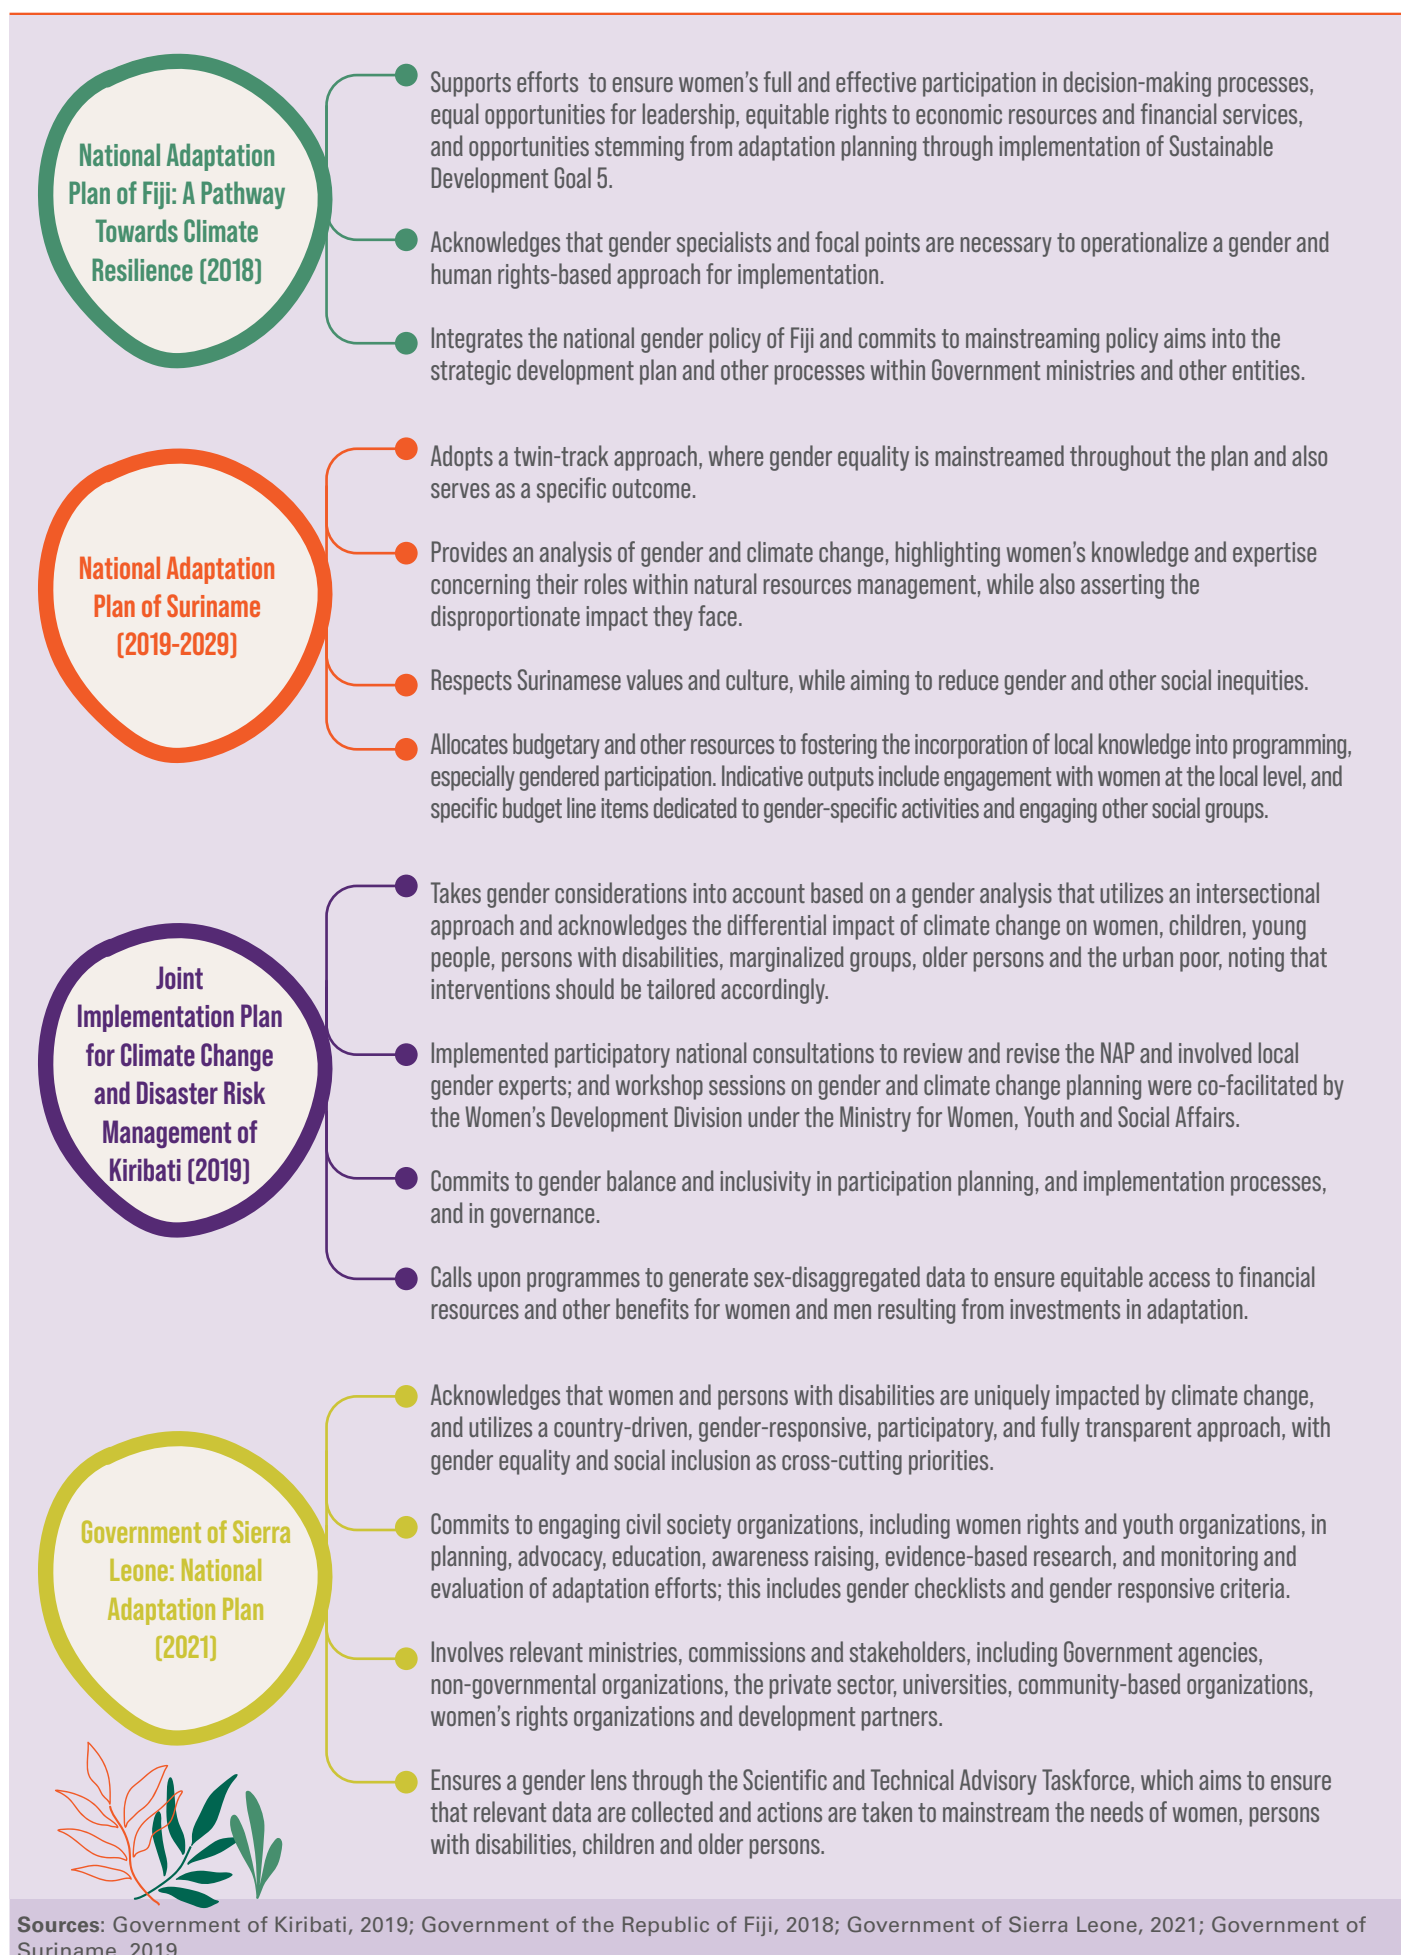 National Adaptation
Plan of Fiji: A Pathway
Towards Climate
Resilience (2018)
Supports efforts  to ensure women's full and effective participation in decision-making processes,
equal opportunities for leadership, equitable rights to economic resources and financial services,
and opportunities stemming from adaptation planning through implementation of Sustainable
Development Goal 5.
Acknowledges that gender specialists and focal points are necessary to operationalize a gender and
human rights-based approach for implementation.
Integrates the national gender policy of Fiji and commits to mainstreaming policy aims into the
strategic development plan and other processes within Government ministries and other entities.
National Adaptation
Plan of Suriname
(2019-2029)
Adopts a twin-track approach, where gender equality is mainstreamed throughout the plan and also
serves as a specific outcome.
Provides an analysis of gender and climate change, highlighting women's knowledge and expertise
concerning their roles within natural resources management, while also asserting the
disproportionate impact they face.
Respects Surinamese values and culture, while aiming to reduce gender and other social inequities.
Allocates budgetary and other resources to fostering the incorporation of local knowledge into programming,
especially gendered participation. Indicative outputs include engagement with women at the local level, and
specific budget line items dedicated to gender-specific activities and engaging other social groups.
Joint
Implementation Plan
for Climate Change
and Disaster Risk
Management of
Kiribati (2019)
Takes gender considerations into account based on a gender analysis that utilizes an intersectional
approach and acknowledges the differential impact of climate change on women, children, young
people, persons with disabilities, marginalized groups, older persons and the urban poor, noting that
interventions should be tailored accordingly.
Implemented participatory national consultations to review and revise the NAP and involved local
gender experts; and workshop sessions on gender and climate change planning were co-facilitated by
the Women's Development Division under the Ministry for Women, Youth and Social Affairs.
Commits to gender balance and inclusivity in participation planning, and implementation processes,
and in governance.
Calls upon programmes to generate sex-disaggregated data to ensure equitable access to financial
resources and other benefits for women and men resulting from investments in adaptation.
Government of Sierra
Leone: National
Adaptation Plan
(2021)
Acknowledges that women and persons with disabilities are uniquely impacted by climate change,
and utilizes a country-driven, gender-responsive, participatory, and fully transparent approach, with
gender equality and social inclusion as cross-cutting priorities.
Commits to engaging civil society organizations, including women rights and youth organizations, in
planning, advocacy, education, awareness raising, evidence-based research, and monitoring and
evaluation of adaptation efforts; this includes gender checklists and gender responsive criteria.
Involves relevant ministries, commissions and stakeholders, including Government agencies,
non-governmental organizations, the private sector, universities, community-based organizations,
women's rights organizations and development partners.
Ensures a gender lens through the Scientific and Technical Advisory Taskforce, which aims to ensure
that relevant data are collected and actions are taken to mainstream the needs of women, persons
with disabilities, children and older persons.
Sources: Government of Kiribati, 2019; Government of the Republic of Fiji, 2018; Government of Sierra Leone, 2021; Government of
Suriname, 2019